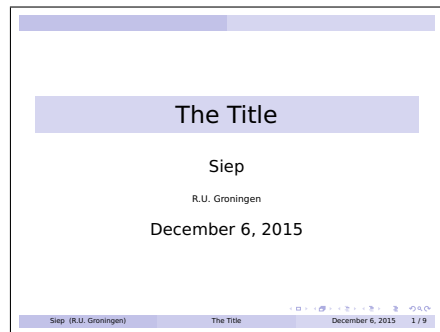 The Title
Siep
R.U. Groningen
December 6, 2015
Siep (R.U. Groningen) The Title December 6, 2015 1 / 9